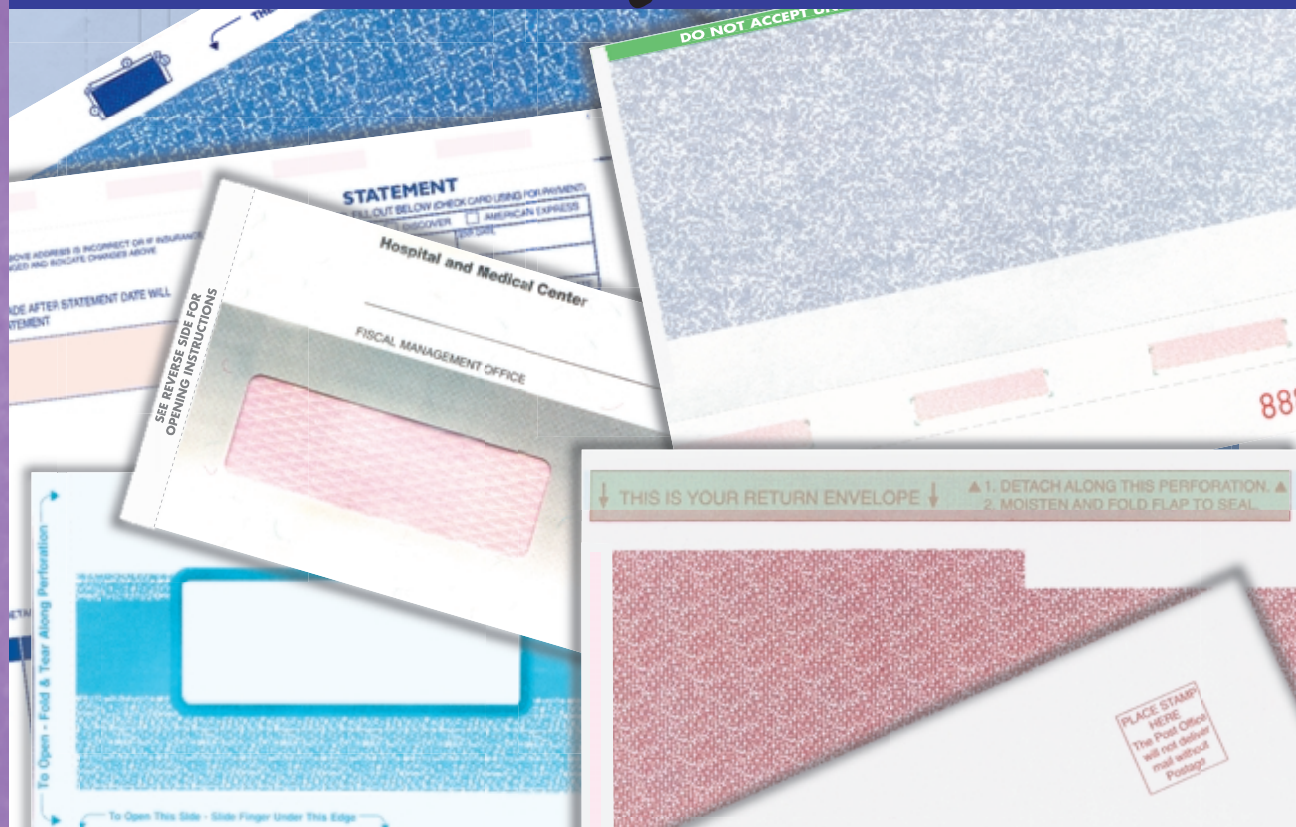 DO NOT ACCEPT
STATEMENT
FILL OUT BELOW (CHECK CARD USING FOR PAYMENT)
DISCOVER
AMERICAN EXPRESS
ABOVE ADDRESS IS INCORRECT OR IF INSURANCE
CHANGES ABOVE
AFTER STATEMENT DATE WILL
Hospital and Medical Center
FISCAL MANAGEMENT OFFICE
SEE REVERSE SIDE FOR
OPENING INSTRUCTIONS
88
THIS IS YOUR RETURN ENVELOPE
1. DETACH ALONG THIS PERFORATION.
2. MOISTEN AND FOLD FLAP TO SEAL.
To Open - Fold & Tear Along Perforation
PLACE STAMP
HERE
The Post Office
will not deliver
mail without
Postage
To Open This Side - Slide Finger Under This Edge